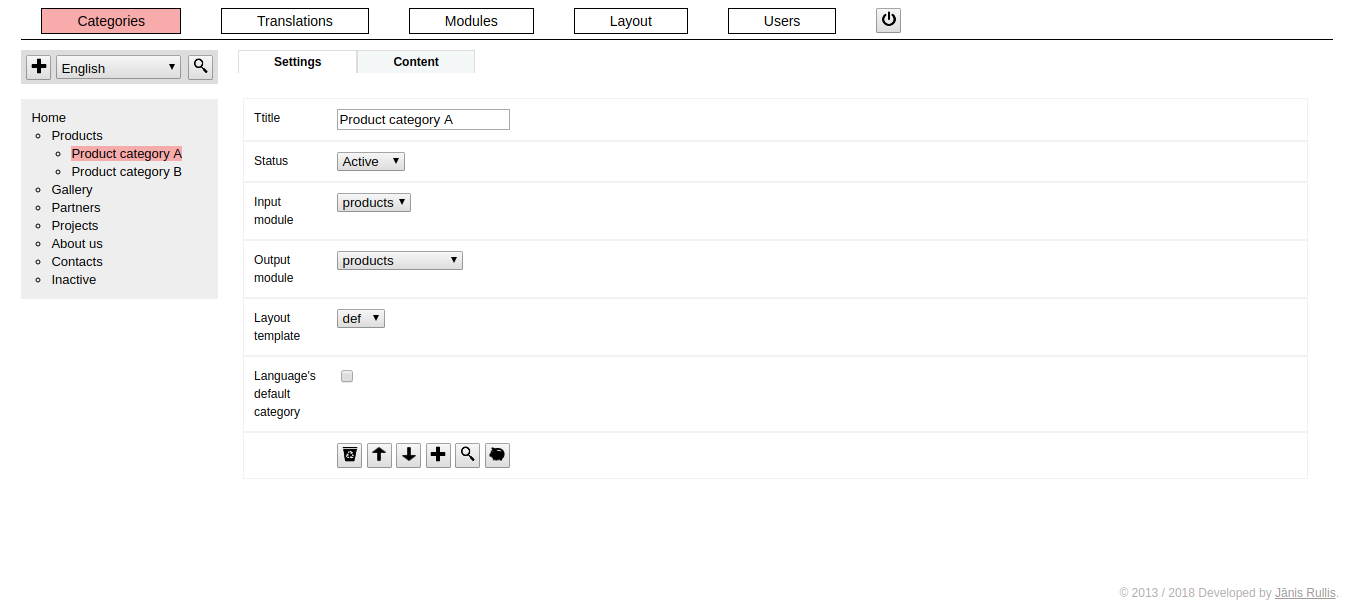 Categories
Translations
Modules
Layout
Users
English
Settings
Content
Home
Products
Product category A
Product category B
Gallery
Partners
Projects
About us
Contacts
Inactive
Ttitle
Product category A
Status
Active
Input
module
products
Output
module
products
Layout
template
def
Language's
default
category
© 2013 / 2018 Developed by Jānis Rullis.